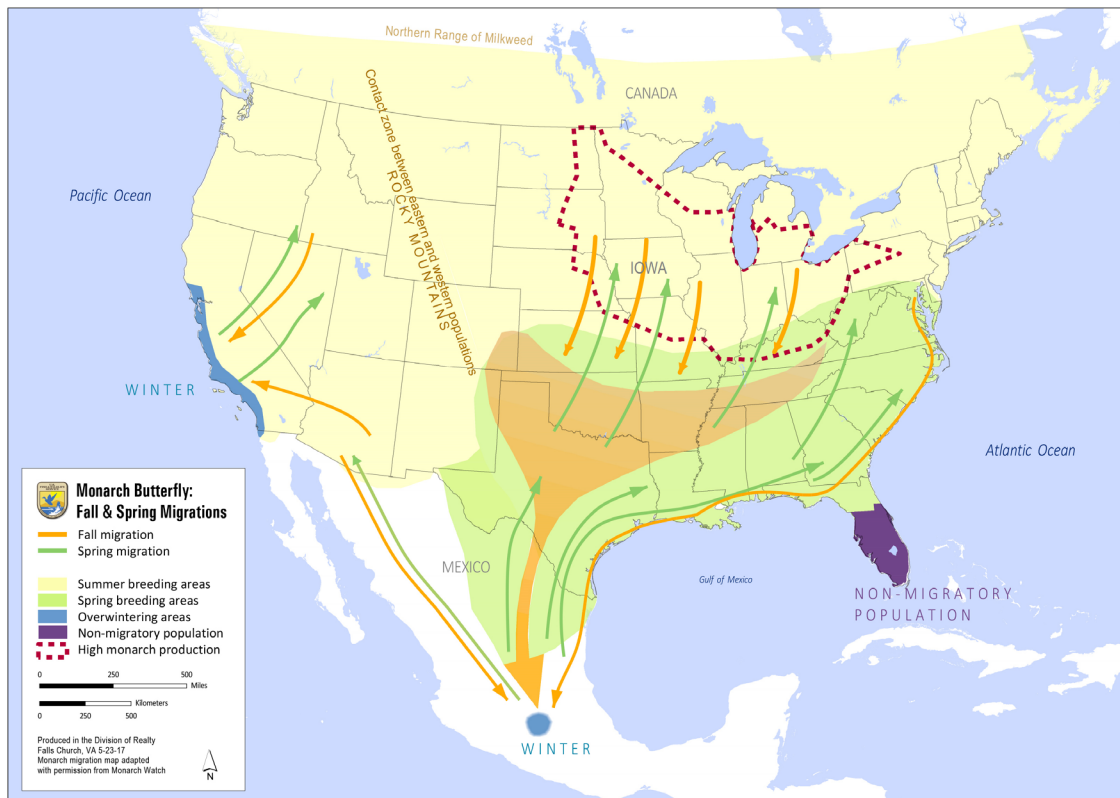 Northern Range of Milkweed
CANADA
Contact zone between eastern and western populations
ROCKY MOUNTAINS
Pacific Ocean
IOWA
WINTER
Atlantic Ocean
MEXICO
Gulf of Mexico
NON-MIGRATORY
POPULATION
WINTER
Monarch Butterfly:
Fall & Spring Migrations
Fall migration
Spring migration
Summer breeding areas
Spring breeding areas
Overwintering areas
Non-migratory population
High monarch production
0 250 500
Miles
Kilometers
0 250 500
Produced in the Division of Realty
Falls Church, VA 5-23-17
Monarch migration map adapted
with permission from Monarch Watch
N